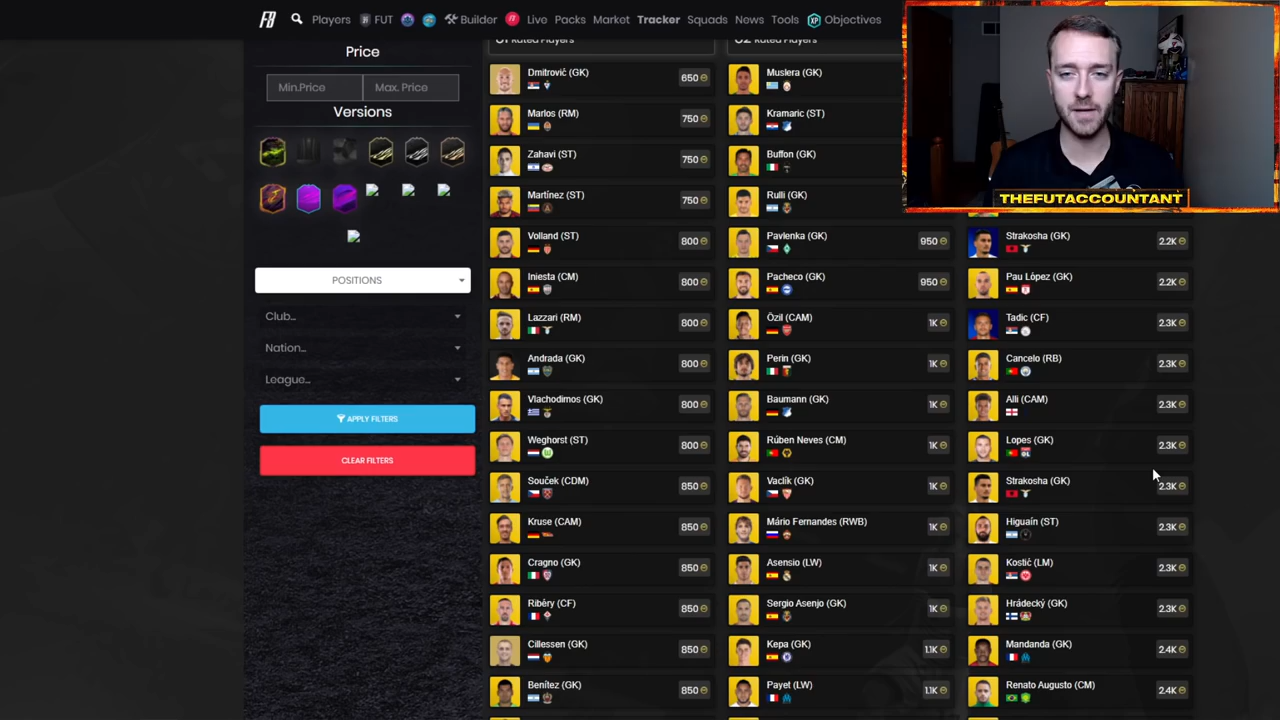 FB Players FUT Builder Live Packs Market Tracker Squads News Tools XP Objectives
Price
Min.Price Max. Price
Versions
POSITIONS
Club...
Nation...
League...
APPLY FILTERS
CLEAR FILTERS
Rated Players
Dmitrović (GK) 650
Marlos (RM) 750
Zahavi (ST) 750
Martínez (ST) 750
Volland (ST) 800
Iniesta (CM) 800
Lazzari (RM) 800
Andrada (GK) 800
Vlachodimos (GK) 800
Weghorst (ST) 800
Souček (CDM) 850
Kruse (CAM) 850
Cragno (GK) 850
Ribéry (CF) 850
Cillessen (GK) 850
Benítez (GK) 850
Rated Players
Muslera (GK)
Kramaric (ST)
Buffon (GK)
Rulli (GK)
Pavlenka (GK) 950
Pacheco (GK) 950
Özil (CAM) 1K
Perin (GK) 1K
Baumann (GK) 1K
Rúben Neves (CM) 1K
Vaclík (GK) 1K
Mário Fernandes (RWB) 1K
Asensio (LW) 1K
Sergio Asenjo (GK) 1K
Kepa (GK) 1.1K
Payet (LW) 1.1K
THEFUTACCOUNTANT
Strakosha (GK) 2.2K
Pau López (GK) 2.2K
Tadic (CF) 2.3K
Cancelo (RB) 2.3K
Alli (CAM) 2.3K
Lopes (GK) 2.3K
Strakosha (GK) 2.3K
Higuaín (ST) 2.3K
Kostić (LM) 2.3K
Hrádecký (GK) 2.3K
Mandanda (GK) 2.4K
Renato Augusto (CM) 2.4K